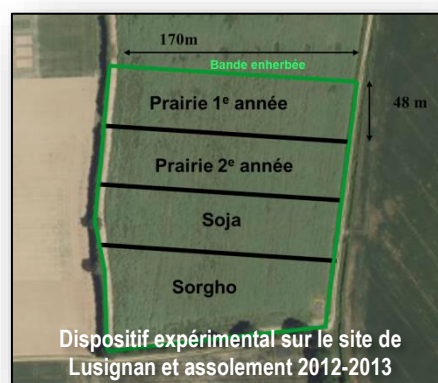 170m
Bande enherbée
Prairie 1e année
48 m
Prairie 2e année
Soja
Sorgho
Dispositif expérimental sur le site de
Lusignan et assolement 2012-2013